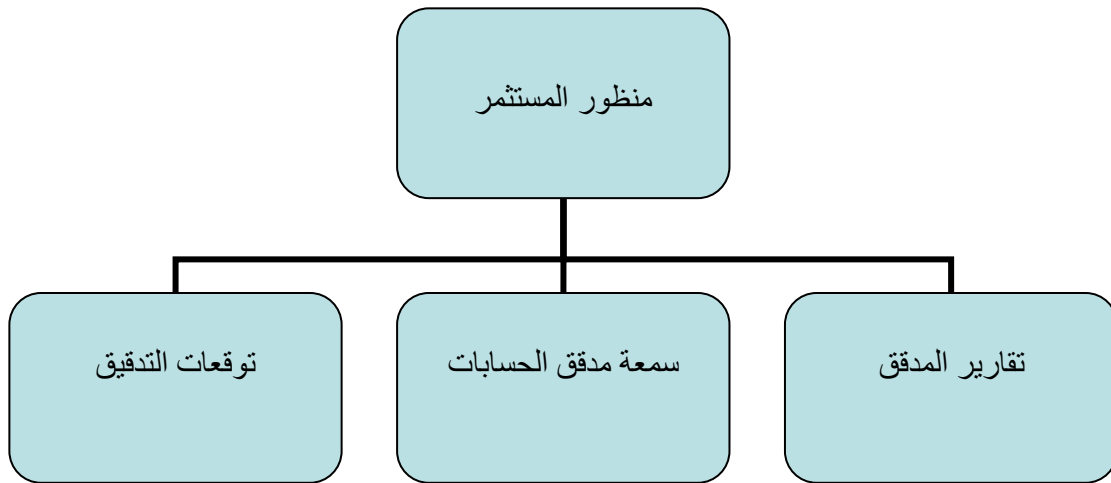 منظور المستثمر
تقارير المدقق
سمعة مدقق الحسابات
توقعات التدقيق